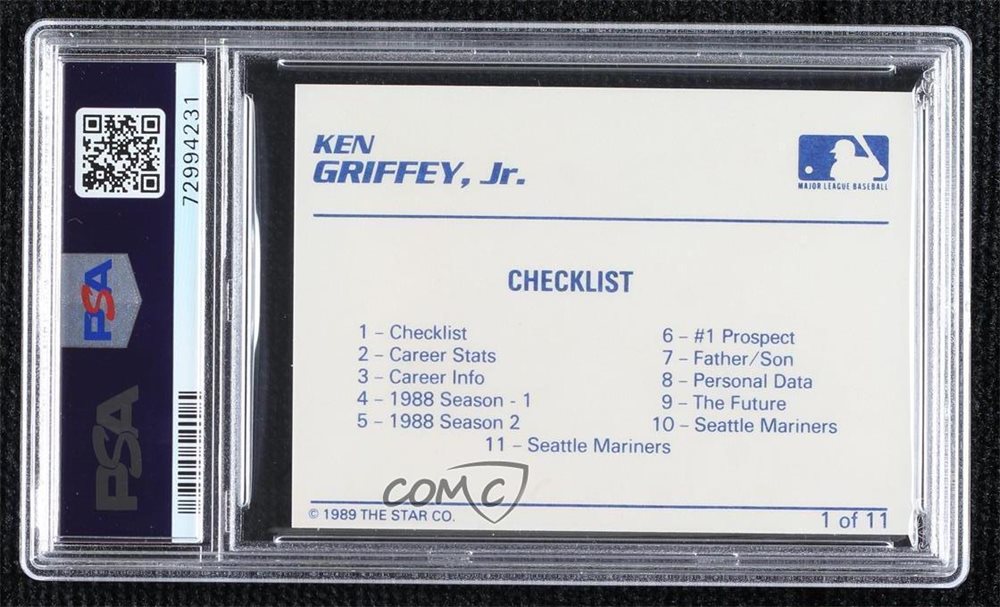 72994231
PSA
PSA
KEN
GRIFFEY, Jr.
MAJOR LEAGUE BASEBALL
CHECKLIST
1 - Checklist
2 - Career Stats
3 - Career Info
4 - 1988 Season - 1
5 - 1988 Season 2
6 - #1 Prospect
7 - Father/Son
8 - Personal Data
9 - The Future
10 - Seattle Mariners
11 - Seattle Mariners
COMC
© 1989 THE STAR CO.
1 of 11